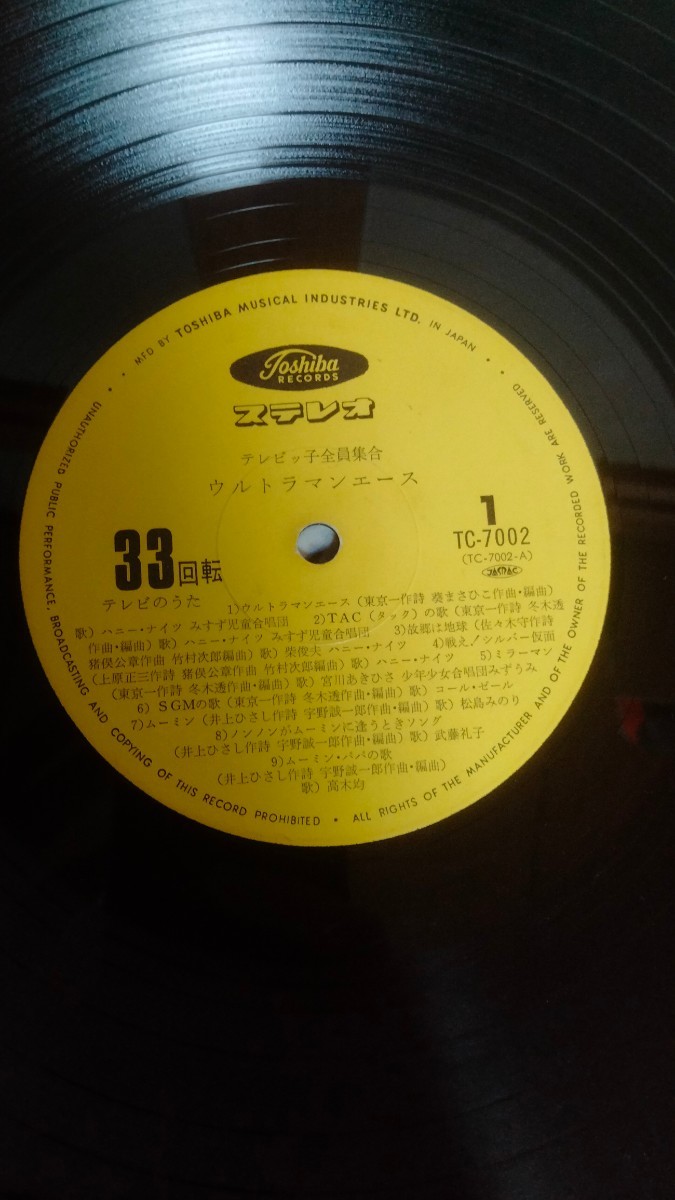 MFD BY TOSHIBA MUSICAL INDUSTRIES LTD. IN JAPAN
Toshiba
RECORDS
ステレオ
テレビッ子全員集合
ウルトラマンエース
33回転
1
TC-7002
(TC-7002-A)
JASRAC
テレビのうた 1)ウルトラマンエース(東京一作詩 葵まさひこ作曲・編曲)
歌)ハニー・ナイツ みすず児童合唱団 2)TAC(タック)の歌(東京一作詩 冬木透
作曲・編曲)歌)ハニー・ナイツ みすず児童合唱団 3)故郷は地球(佐々木守作詩
猪俣公章作曲 竹村次郎編曲)歌)柴俊夫 ハニー・ナイツ 4)戦え!シルバー仮面
(上原正三作詩 猪俣公章作曲 竹村次郎編曲)歌)ハニー・ナイツ 5)ミラーマン
(東京一作詩 冬木透作曲・編曲)歌)宮川あきひさ 少年少女合唱団みずうみ
6)SGMの歌(東京一作詩 冬木透作曲・編曲)歌)コール・ゼール
7)ムーミン(井上ひさし作詩 宇野誠一郎作曲・編曲)歌)松島みのり
8)ノンノンがムーミンに逢うときソング
(井上ひさし作詩 宇野誠一郎作曲・編曲)歌)武藤礼子
9)ムーミン・パパの歌
(井上ひさし作詩 宇野誠一郎作曲・編曲)
歌)高木均
UNAUTHORIZED PUBLIC PERFORMANCE, BROADCASTING AND COPYING OF THIS RECORD PROHIBITED • ALL RIGHTS OF THE MANUFACTURER AND OF THE OWNER OF THE RECORDED WORK ARE RESERVED